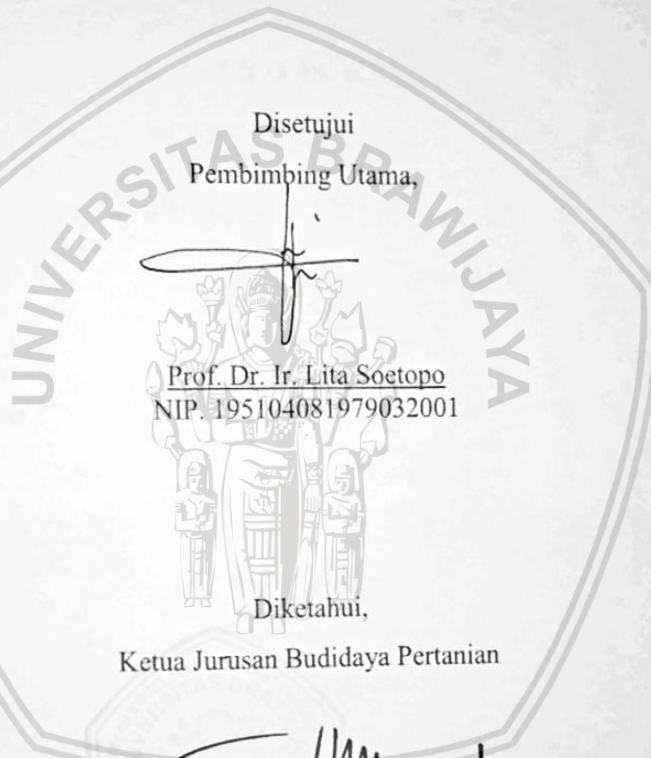 Disetujui
Pembimbing Utama,
Prof. Dr. Ir. Lita Soetopo
NIP. 195104081979032001
Diketahui,
Ketua Jurusan Budidaya Pertanian
UNIVERSITAS BRAWIJAYA